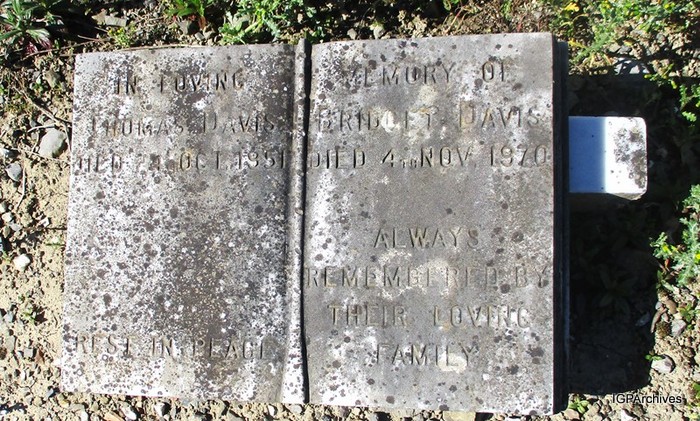 IN LOVING
THOMAS DAVIS
DIED OCT. 1951
REST IN PEACE
MEMORY OF
BRIDGET DAVIS
DIED 4TH NOV. 1970
ALWAYS
REMEMBERED BY
THEIR LOVING
FAMILY
IGPArchives